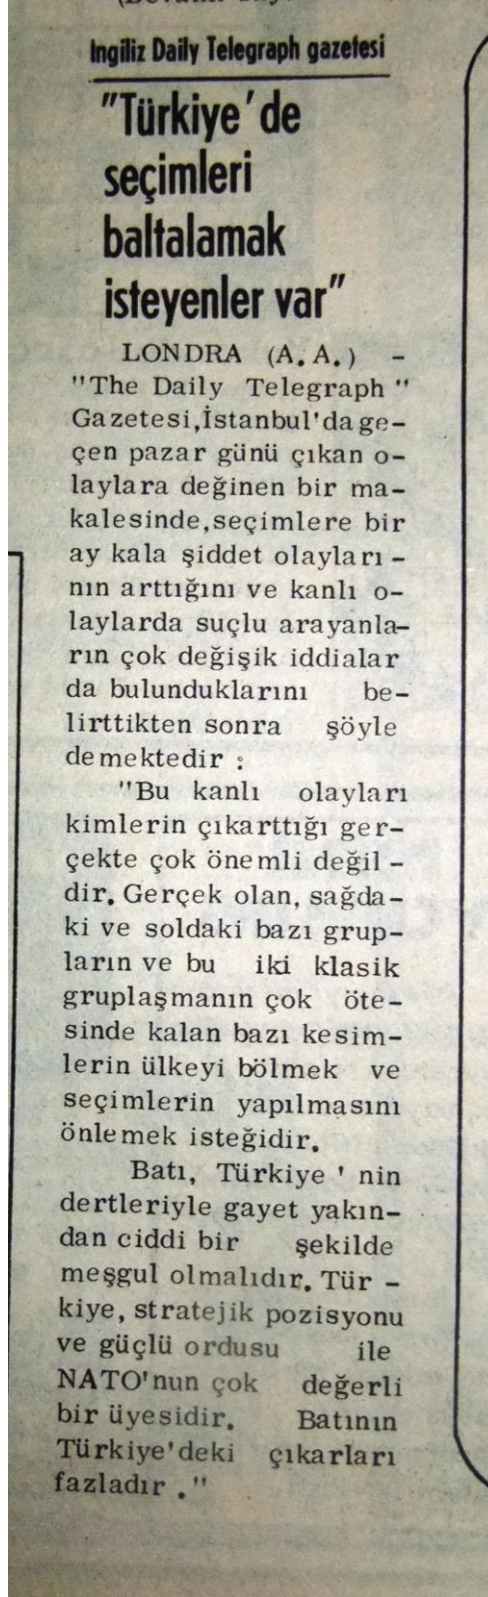 İngiliz Daily Telegraph gazetesi
"Türkiye'de
seçimleri
baltalamak
isteyenler var"
LONDRA (A.A.) -
"The Daily Telegraph"
Gazetesi,İstanbul'da ge-
çen pazar günü çıkan o-
laylara değinen bir ma-
kalesinde,seçimlere bir
ay kala şiddet olayları -
nın arttığını ve kanlı o-
laylarda suçlu arayanla-
rın çok değişik iddialar
da bulunduklarını be-
lirttikten sonra şöyle
demektedir :
"Bu kanlı olayları
kimlerin çıkarttığı ger-
çekte çok önemli değil -
dir. Gerçek olan, sağda-
ki ve soldaki bazı grup-
ların ve bu iki klasik
gruplaşmanın çok öte-
sinde kalan bazı kesim-
lerin ülkeyi bölmek ve
seçimlerin yapılmasını
önlemek isteğidir.
Batı, Türkiye ' nin
dertleriyle gayet yakın-
dan ciddi bir şekilde
meşgul olmalıdır. Tür -
kiye, stratejik pozisyonu
ve güçlü ordusu ile
NATO'nun çok değerli
bir üyesidir. Batının
Türkiye'deki çıkarları
fazladır ."